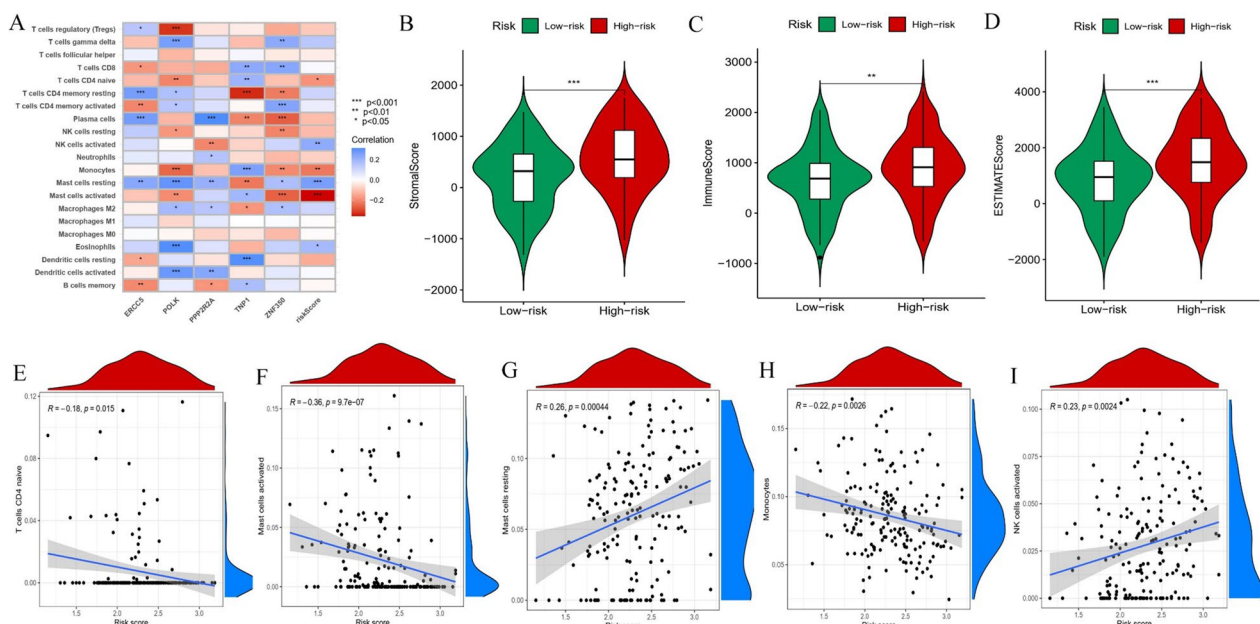 A
T cells regulatory (Tregs)
T cells gamma delta
T cells follicular helper
T cells CD8
T cells CD4 naive
T cells CD4 memory resting
T cells CD4 memory activated
Plasma cells
NK cells resting
NK cells activated
Neutrophils
Monocytes
Mast cells resting
Mast cells activated
Macrophages M2
Macrophages M1
Macrophages M0
Eosinophils
Dendritic cells resting
Dendritic cells activated
B cells memory
ERCC5
POLK
PPP2R2A
TNP1
ZNF350
riskScore
*** p<0.001
** p<0.01
* p<0.05
Correlation
0.2
0.0
−0.2
B
Risk Low−risk High−risk
StromalScore
2000
1000
0
−1000
−2000
***
Low−risk High−risk
C
Risk Low−risk High−risk
ImmuneScore
3000
2000
1000
0
−1000
**
Low−risk High−risk
D
Risk Low−risk High−risk
ESTIMATEScore
4000
2000
0
−2000
***
Low−risk High−risk
E
R = −0.18, p = 0.015
T cells CD4 naive
0.12
0.08
0.04
0.00
1.5 2.0 2.5 3.0
Risk score
F
R = −0.36, p = 9.7e−07
Mast cells activated
0.15
0.10
0.05
0.00
1.5 2.0 2.5 3.0
Risk score
G
R = 0.26, p = 0.00044
Mast cells resting
0.15
0.10
0.05
0.00
1.5 2.0 2.5 3.0
Risk score
H
R = −0.22, p = 0.0026
Monocytes
0.15
0.10
0.05
1.5 2.0 2.5 3.0
Risk score
I
R = 0.23, p = 0.0024
NK cells activated
0.100
0.075
0.050
0.025
0.000
1.5 2.0 2.5 3.0
Risk score